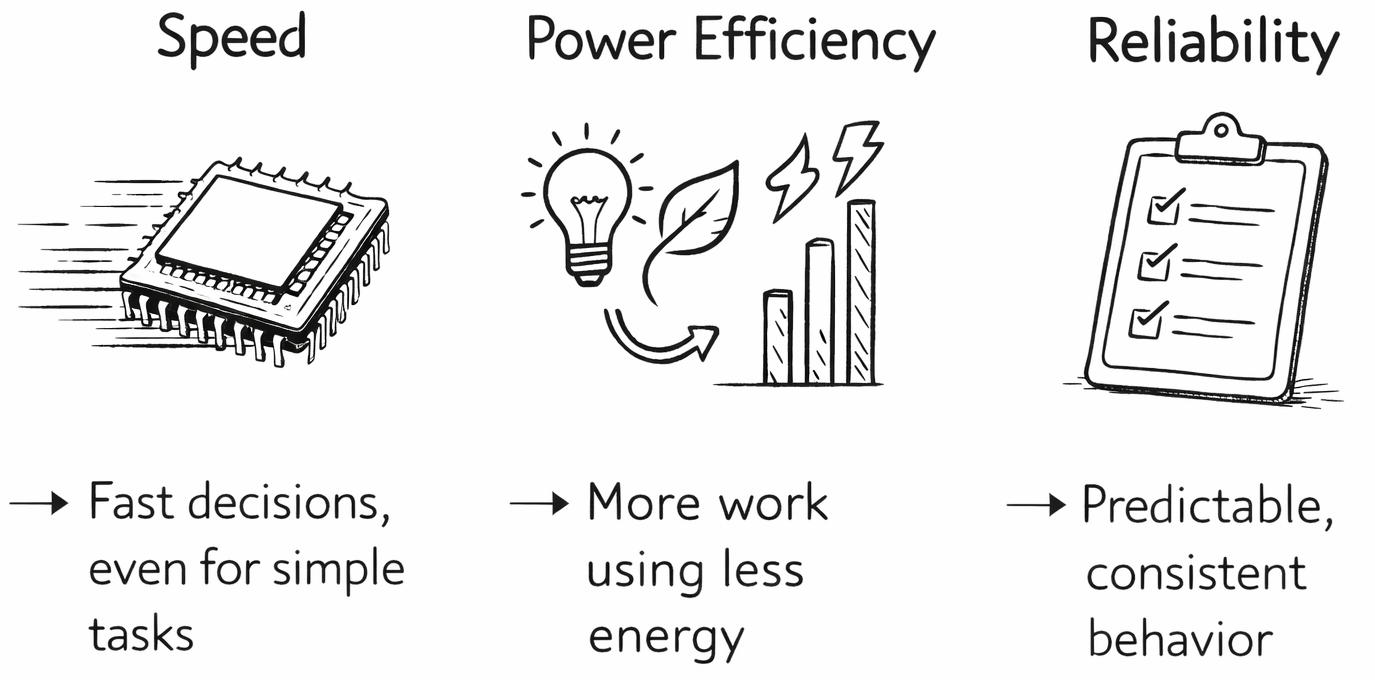 Speed
Power Efficiency
Reliability
→ Fast decisions,
even for simple
tasks
→ More work
using less
energy
→ Predictable,
consistent
behavior